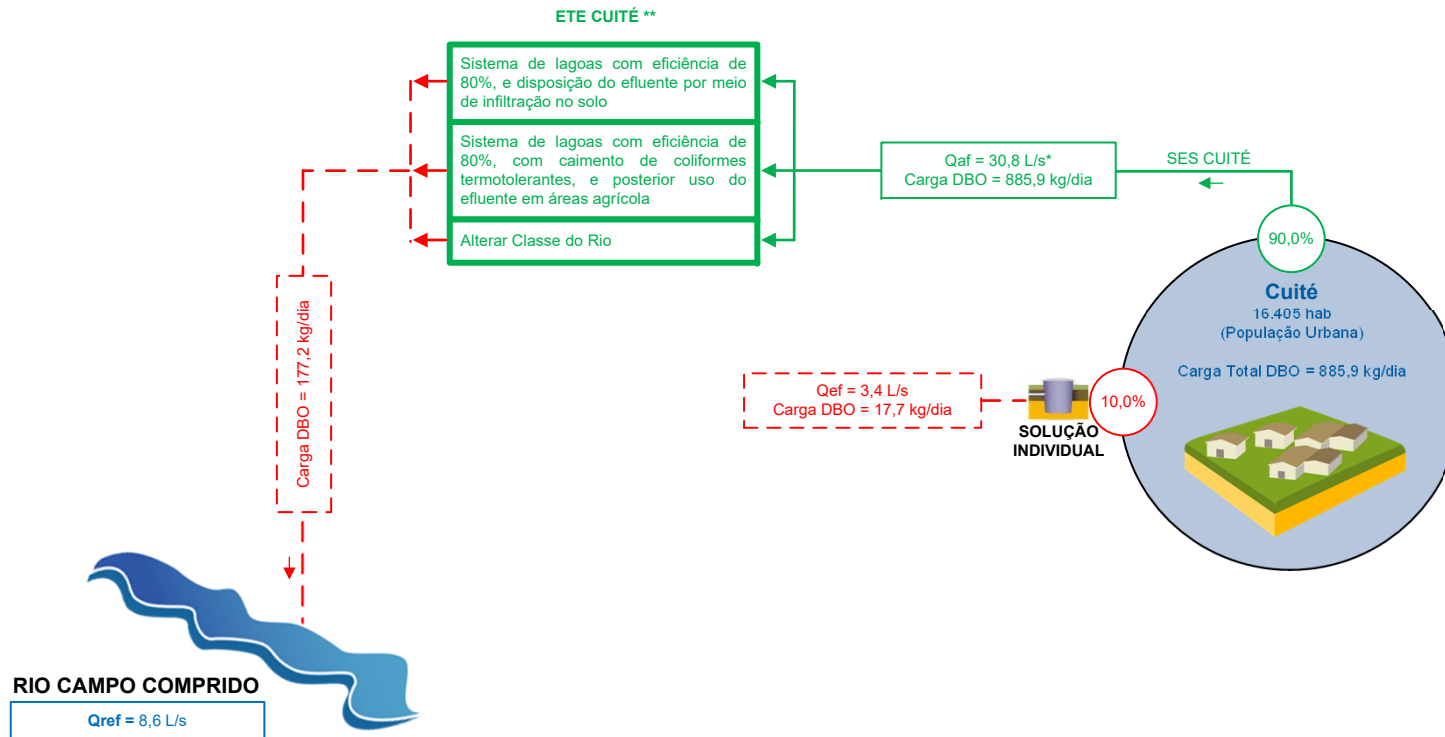 ETE CUITÉ **
Sistema de lagoas com eficiência de
80%, e disposição do efluente por meio
de infiltração no solo
Sistema de lagoas com eficiência de
80%, com caimento de coliformes
termotolerantes, e posterior uso do
efluente em áreas agrícola
Alterar Classe do Rio
Qaf = 30,8 L/s*
Carga DBO = 885,9 kg/dia
SES CUITÉ
90,0%
Cuité
16.405 hab
(População Urbana)
Carga Total DBO = 885,9 kg/dia
10,0%
SOLUÇÃO
INDIVIDUAL
Qef = 3,4 L/s
Carga DBO = 17,7 kg/dia
Carga DBO = 177,2 kg/dia
RIO CAMPO COMPRIDO
Qref = 8,6 L/s